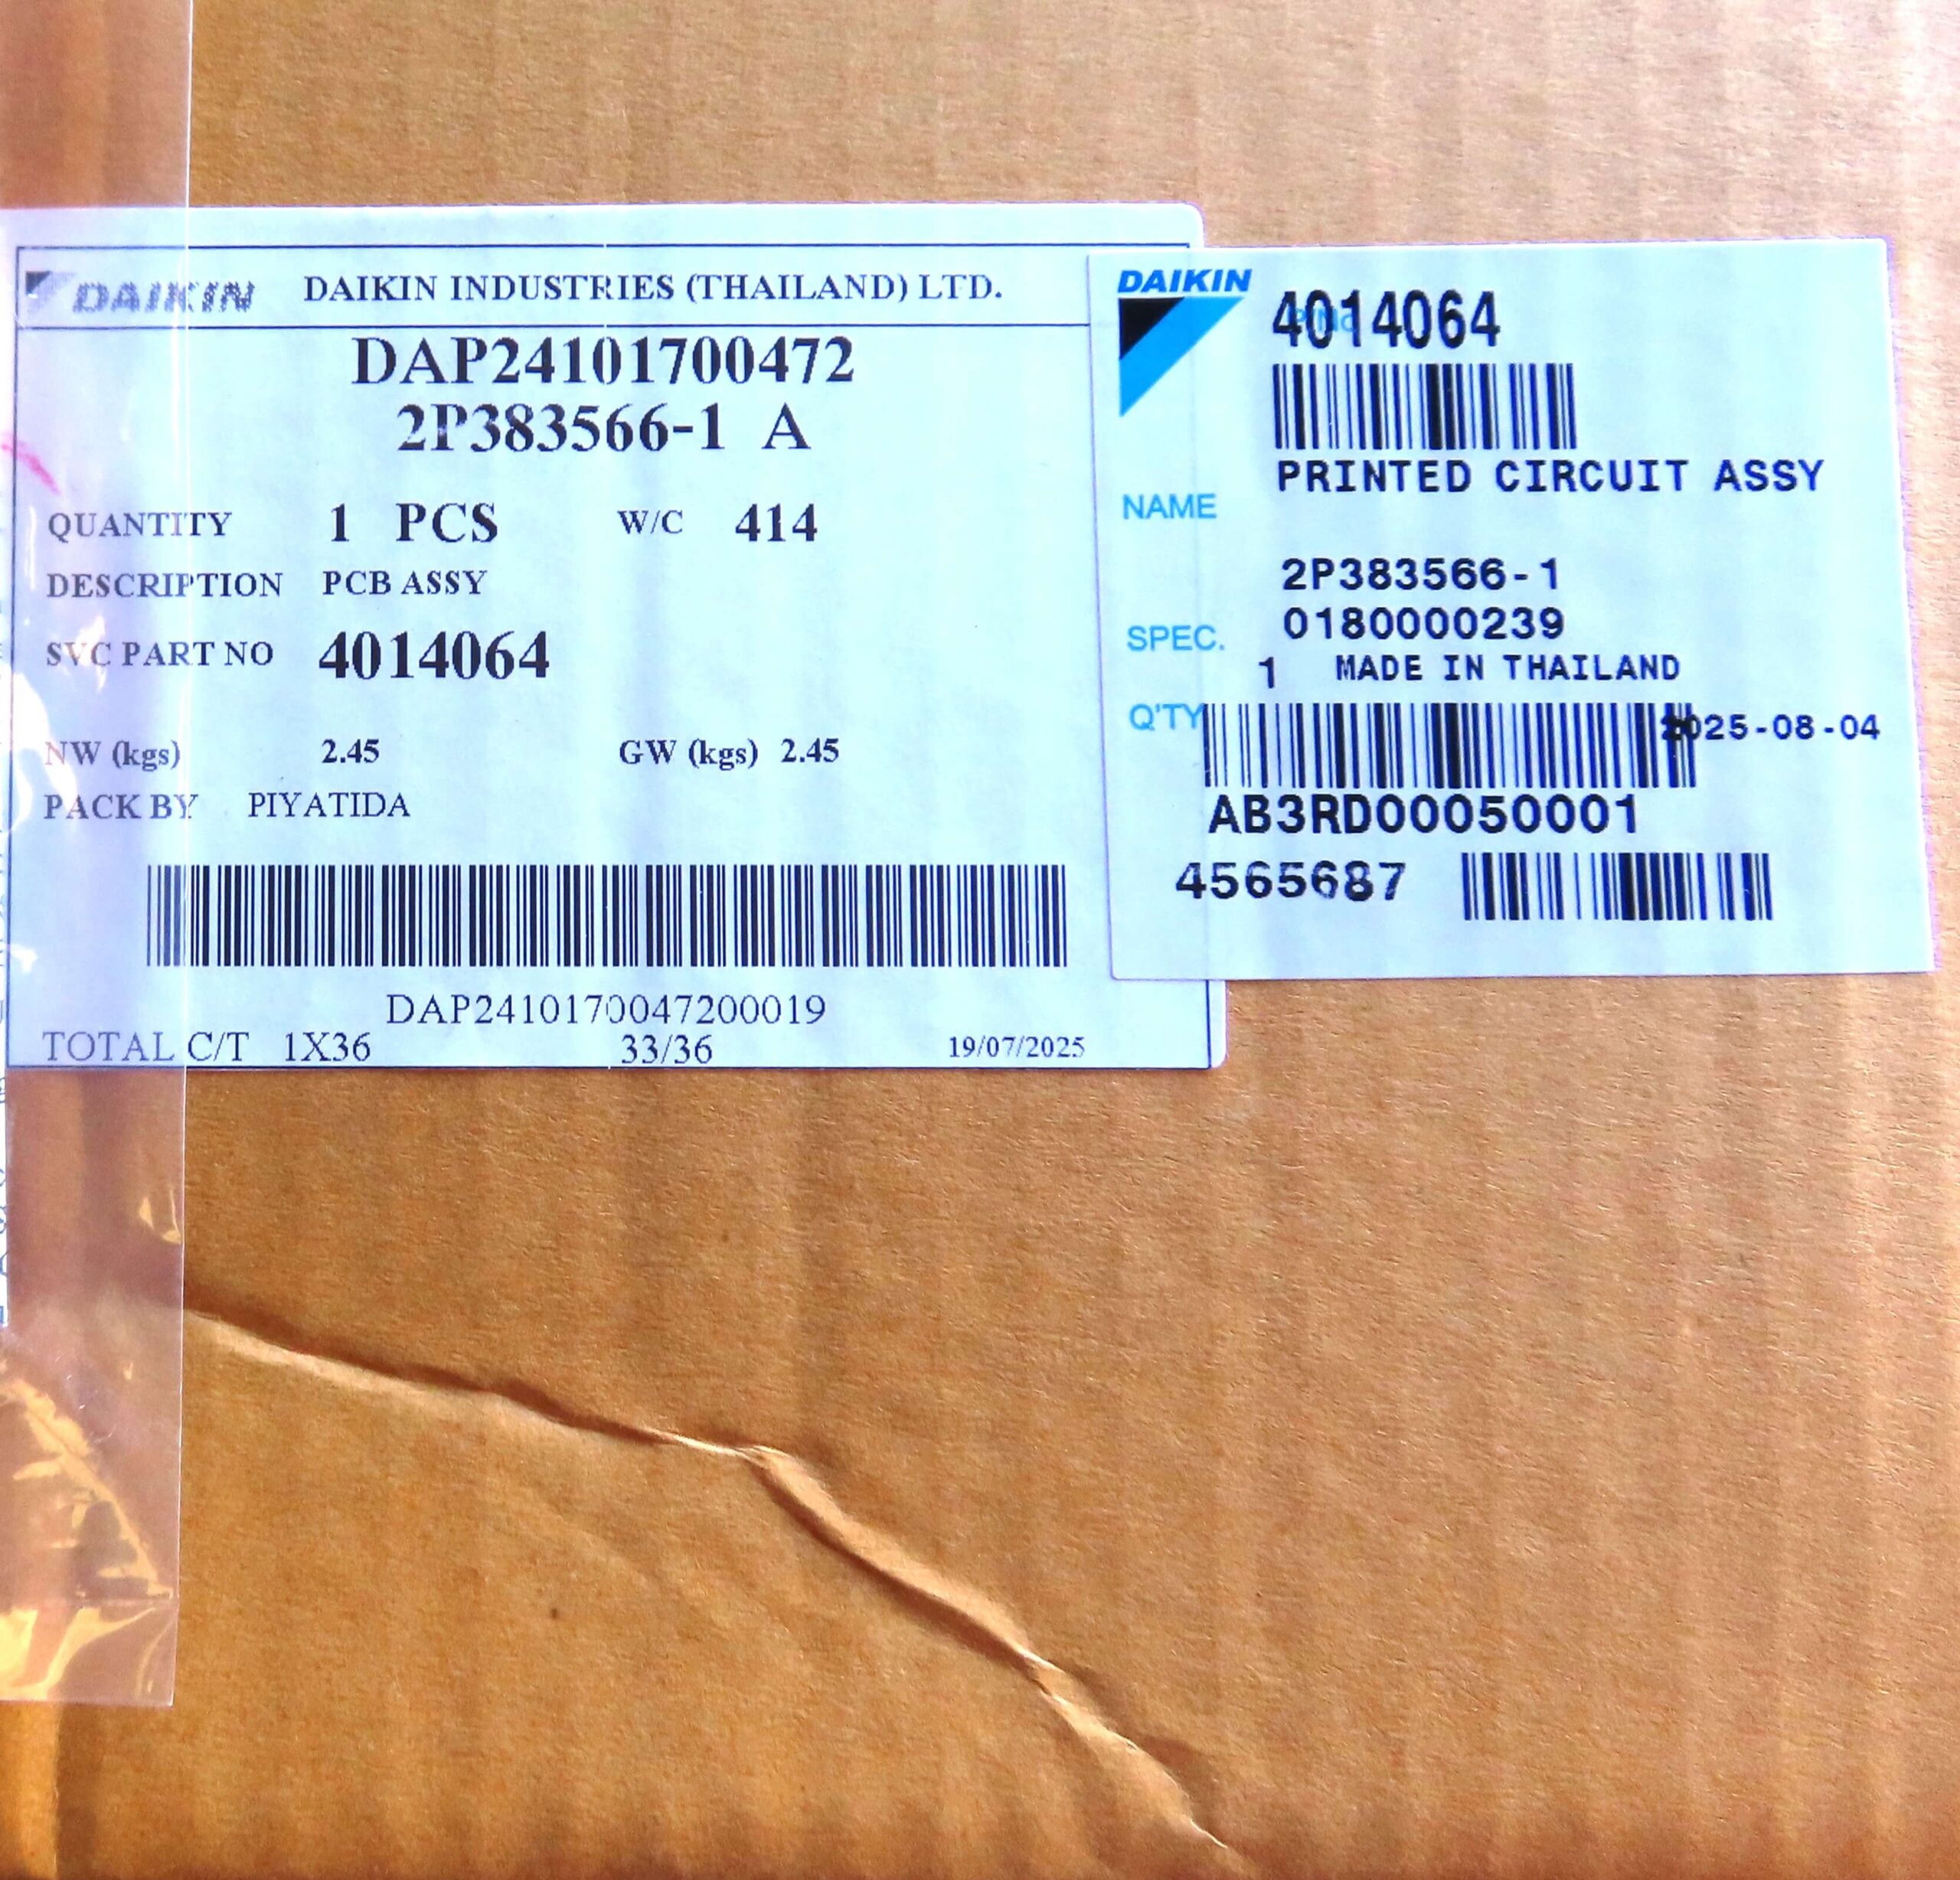 DAIKIN DAIKIN INDUSTRIES (THAILAND) LTD.
DAP24101700472
2P383566-1 A
QUANTITY 1 PCS W/C 414
DESCRIPTION PCB ASSY
SVC PART NO 4014064
NW (kgs) 2.45 GW (kgs) 2.45
PACK BY PIYATIDA
DAP2410170047200019
TOTAL C/T 1X36 33/36 19/07/2025
DAIKIN
4014064
PRINTED CIRCUIT ASSY
NAME
2P383566-1
SPEC. 0180000239
1 MADE IN THAILAND
Q'TY 2025-08-04
AB3RD00050001
4565687